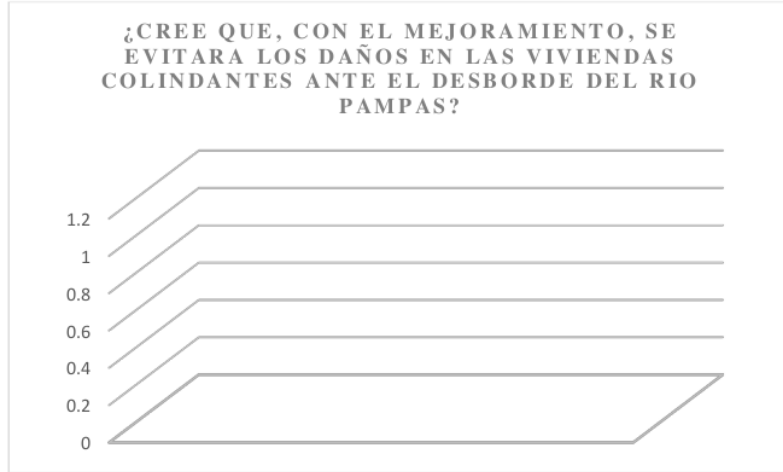 ¿CREE QUE, CON EL MEJORAMIENTO, SE
EVITARA LOS DAÑOS EN LAS VIVIENDAS
COLINDANTES ANTE EL DESBORDE DEL RIO
PAMPAS?
1.2
1
0.8
0.6
0.4
0.2
0